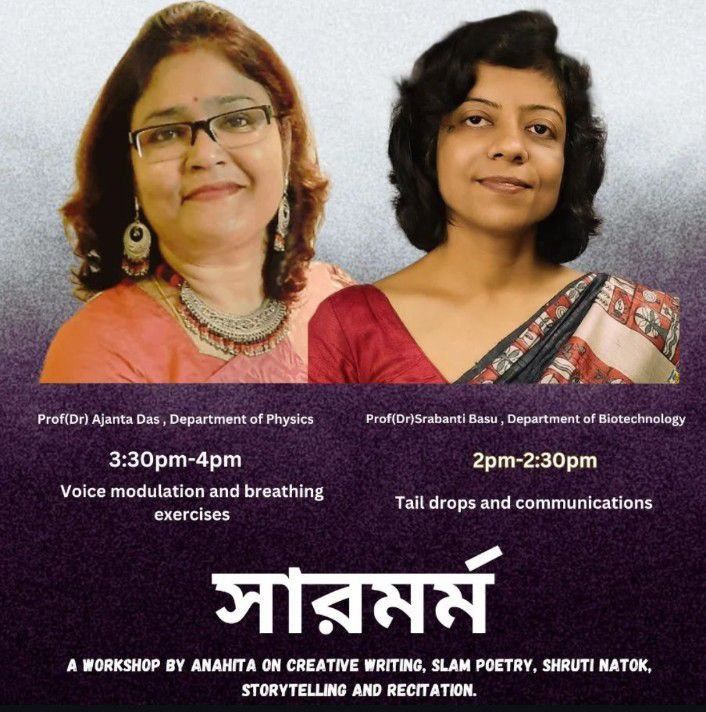 Prof(Dr) Ajanta Das , Department of Physics
3:30pm-4pm
Voice modulation and breathing
exercises
Prof(Dr)Srabanti Basu , Department of Biotechnology
2pm-2:30pm
Tail drops and communications
সারমর্ম
A WORKSHOP BY ANAHITA ON CREATIVE WRITING, SLAM POETRY, SHRUTI NATOK,
STORYTELLING AND RECITATION.